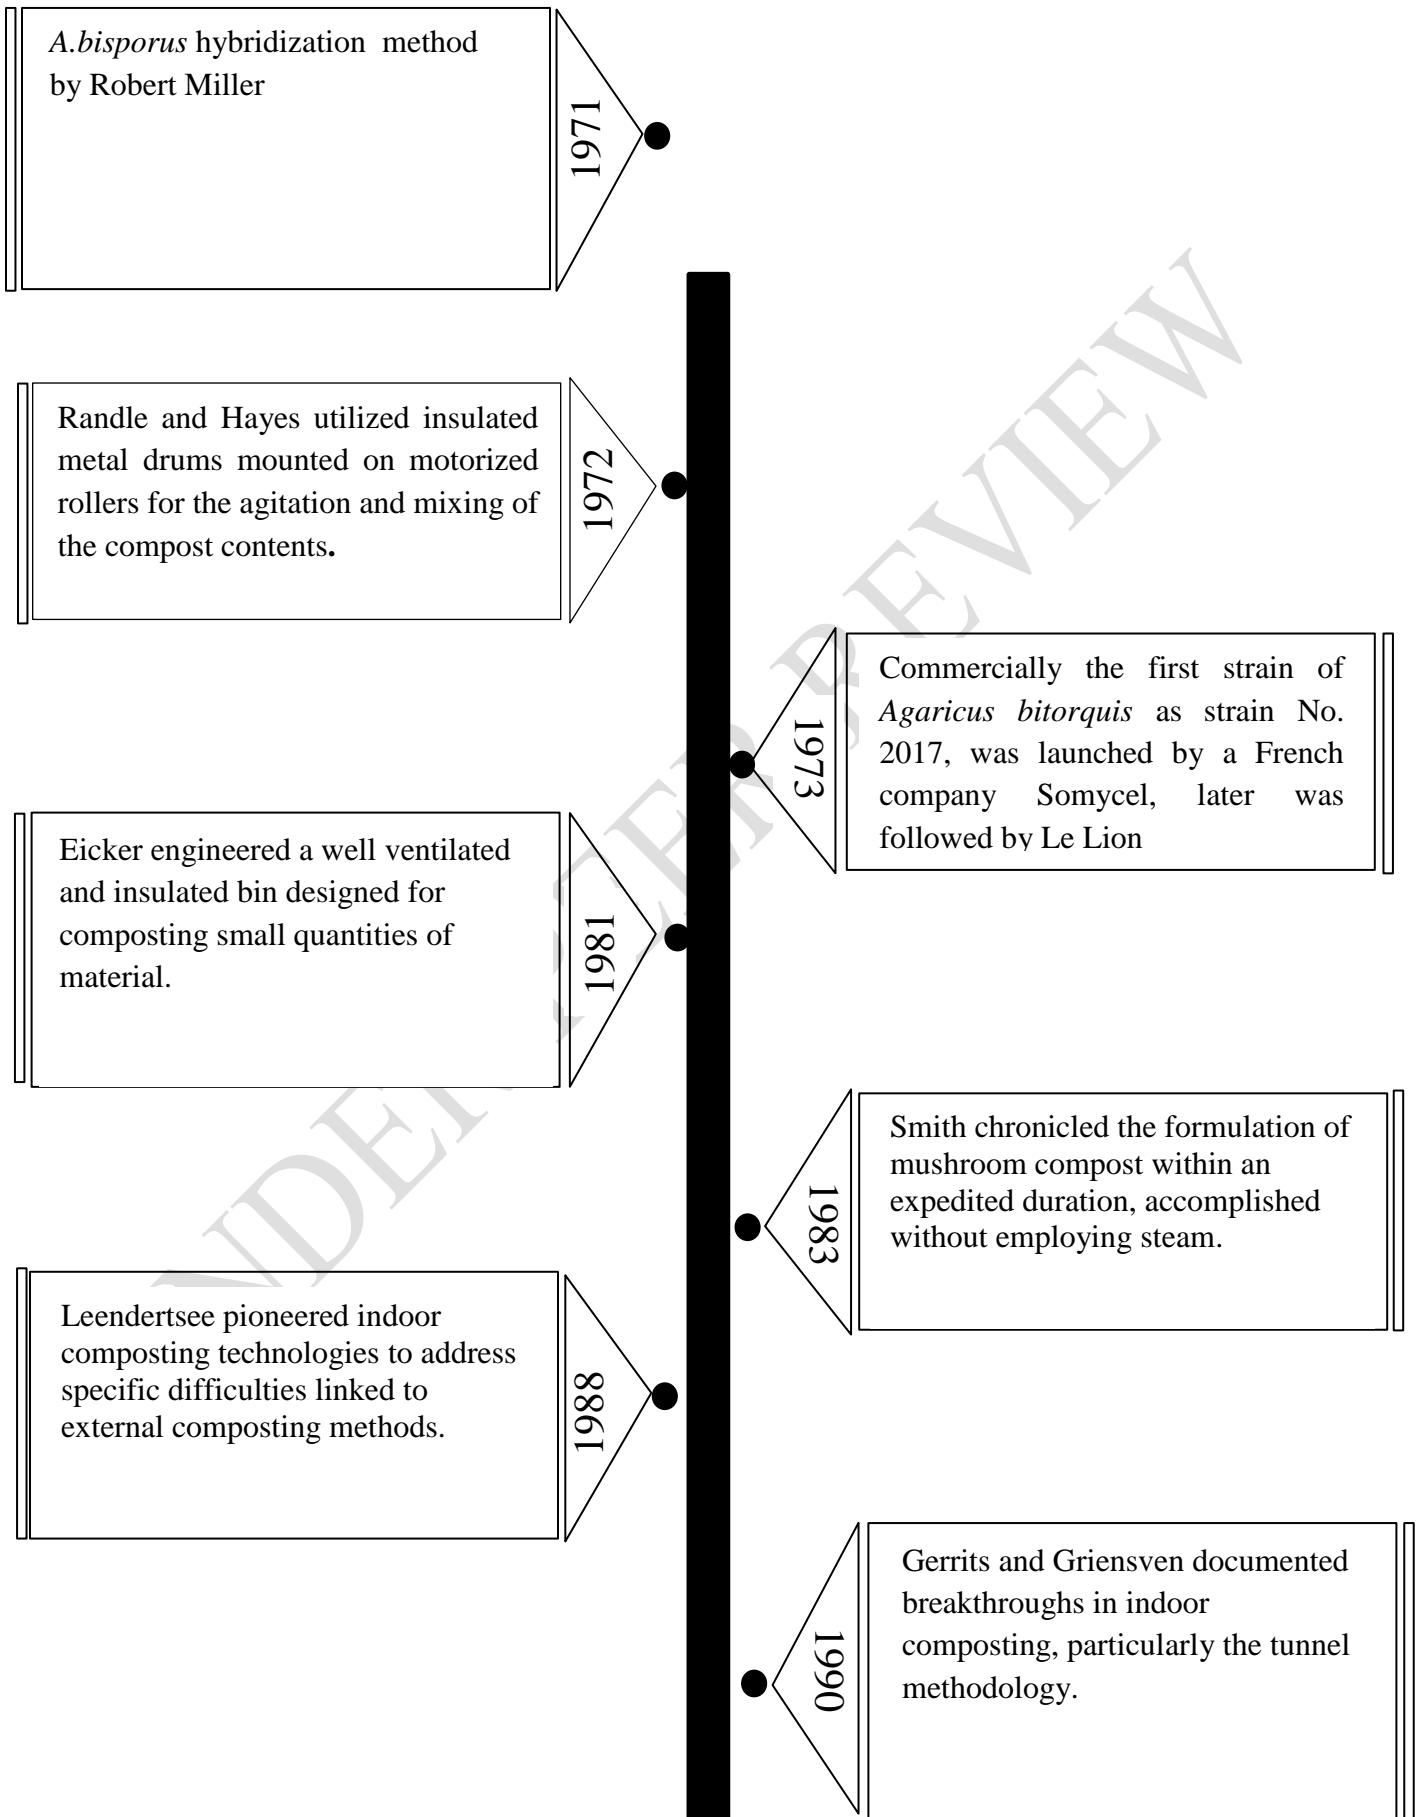 A.bisporus hybridization method
by Robert Miller
1971
Randle and Hayes utilized insulated
metal drums mounted on motorized
rollers for the agitation and mixing of
the compost contents.
1972
Commercially the first strain of
Agaricus bitorquis as strain No.
2017, was launched by a French
company Somycel, later was
followed by Le Lion
1973
Eicker engineered a well ventilated
and insulated bin designed for
composting small quantities of
material.
1981
Smith chronicled the formulation of
mushroom compost within an
expedited duration, accomplished
without employing steam.
1983
Leendertsee pioneered indoor
composting technologies to address
specific difficulties linked to
external composting methods.
1988
Gerrits and Griensven documented
breakthroughs in indoor
composting, particularly the tunnel
methodology.
1990